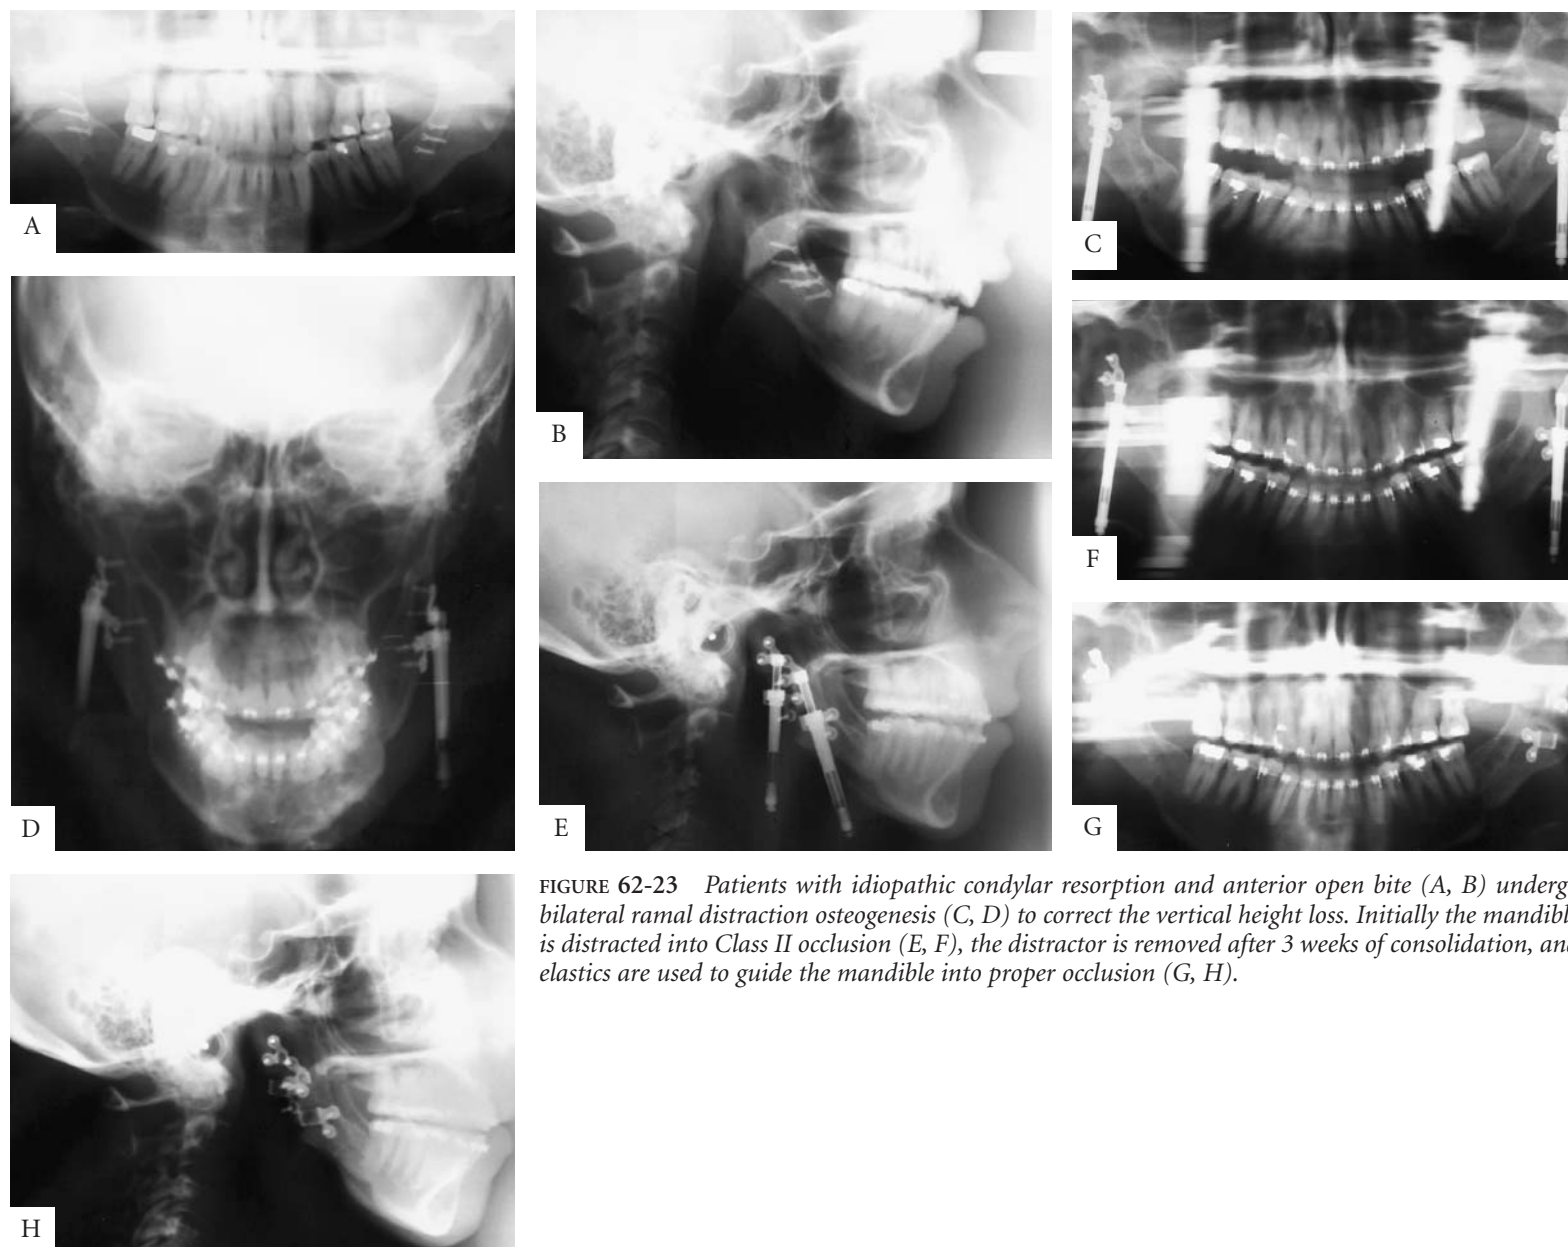 A
B
C
D
E
F
G
H
FIGURE 62-23 Patients with idiopathic condylar resorption and anterior open bite (A, B) underg
bilateral ramal distraction osteogenesis (C, D) to correct the vertical height loss. Initially the mandibl
is distracted into Class II occlusion (E, F), the distractor is removed after 3 weeks of consolidation, and
elastics are used to guide the mandible into proper occlusion (G, H).